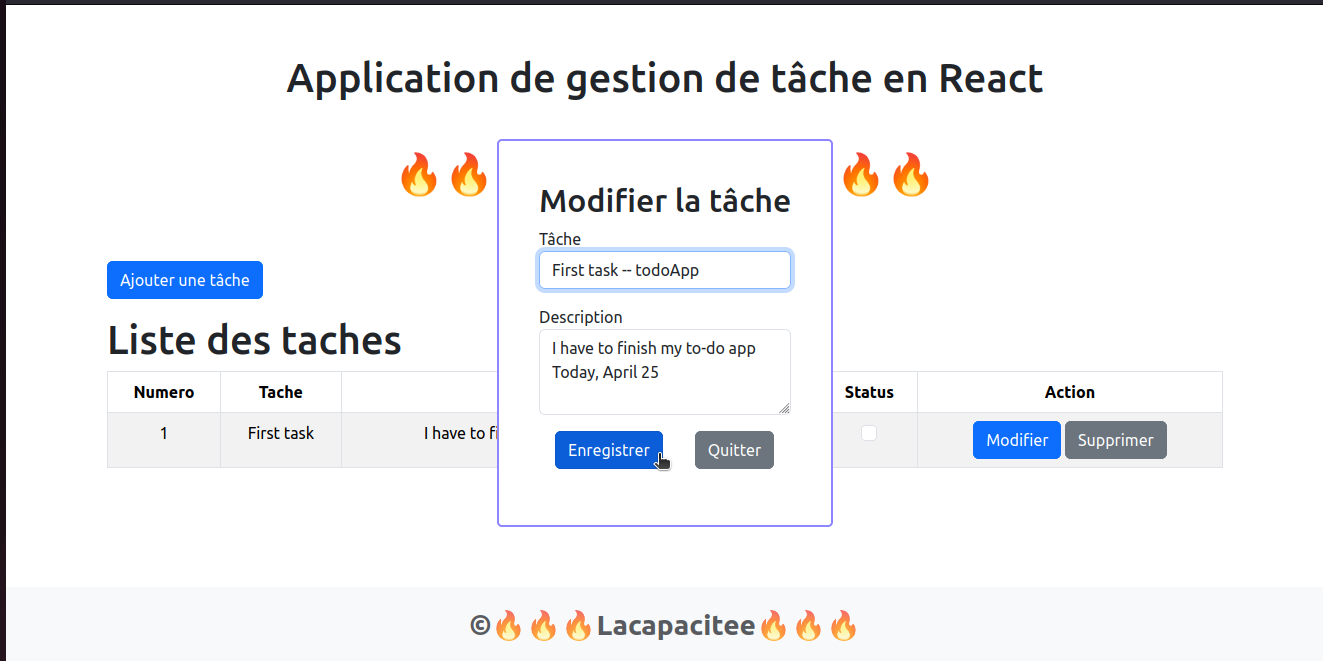 Application de gestion de tâche en React
🔥🔥 🔥🔥
Modifier la tâche
Tâche
First task -- todoApp
Description
I have to finish my to-do app
Today, April 25
Enregistrer Quitter
Ajouter une tâche
Liste des taches
Numero Tache Status Action
1 First task I have to fi Modifier Supprimer
©🔥🔥🔥Lacapacitee🔥🔥🔥